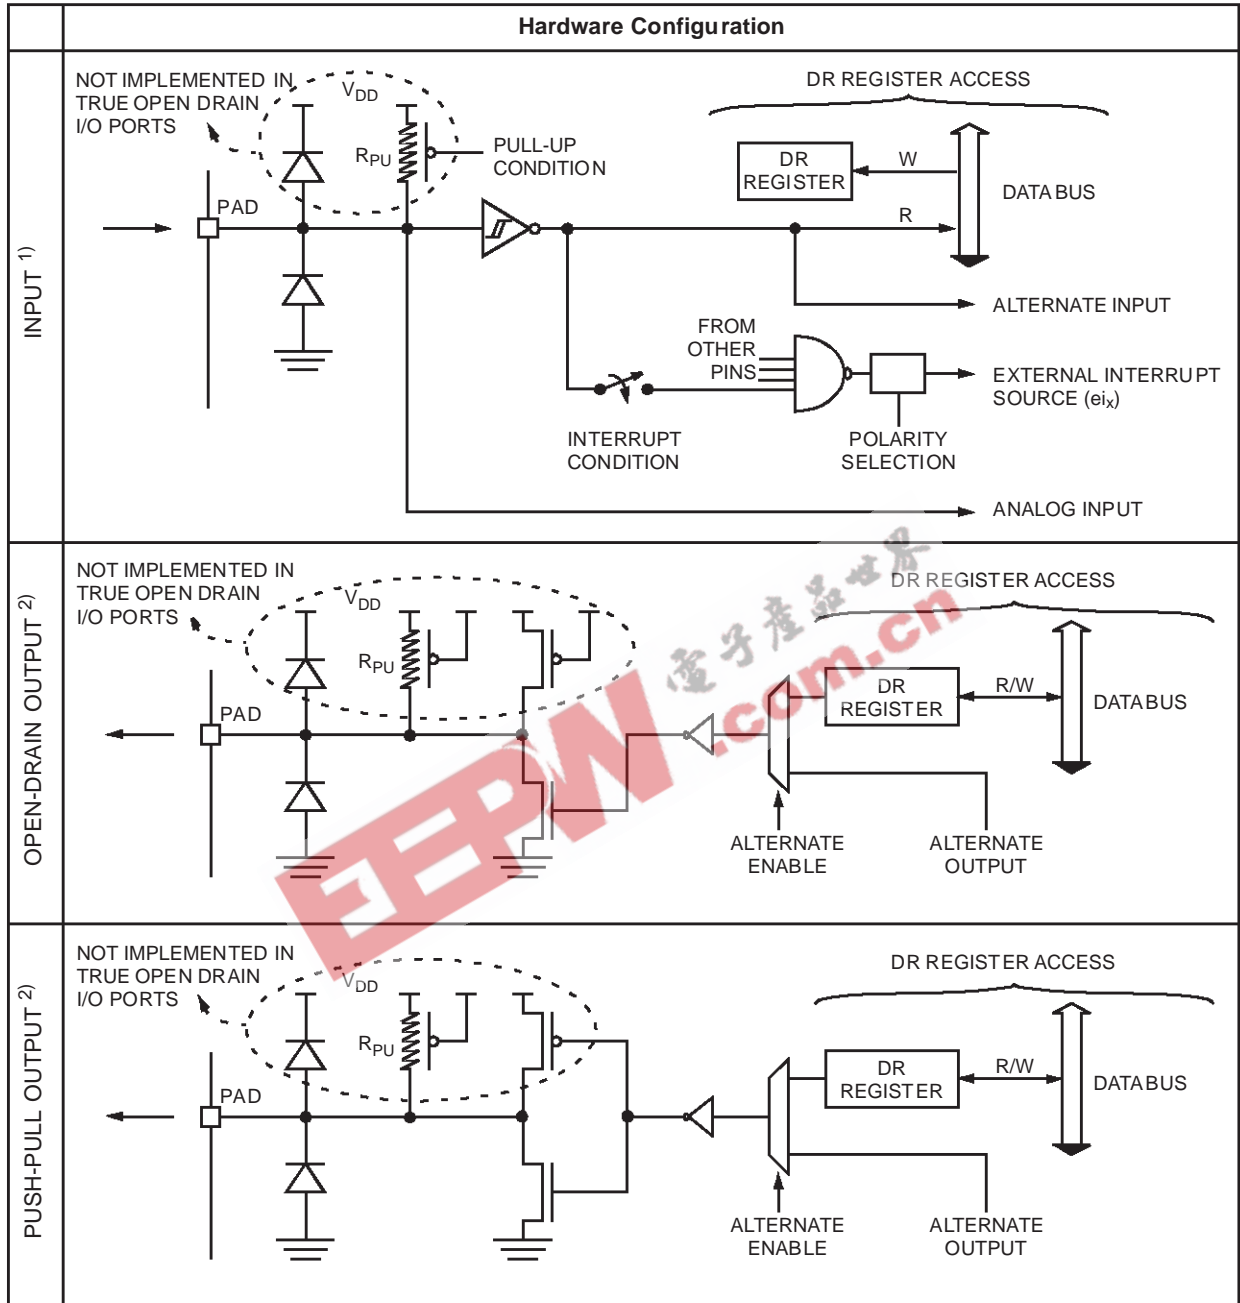 Hardware Configuration
INPUT 1)
NOT IMPLEMENTED IN
TRUE OPEN DRAIN
I/O PORTS
VDD
RPU
PULL-UP
CONDITION
PAD
DR REGISTER ACCESS
DR
REGISTER
W
R
DATA BUS
ALTERNATE INPUT
FROM
OTHER
PINS
EXTERNAL INTERRUPT
SOURCE (eix)
INTERRUPT
CONDITION
POLARITY
SELECTION
ANALOG INPUT
OPEN-DRAIN OUTPUT 2)
NOT IMPLEMENTED IN
TRUE OPEN DRAIN
I/O PORTS
VDD
RPU
PAD
DR REGISTER ACCESS
DR
REGISTER
R/W
DATA BUS
ALTERNATE
ENABLE
ALTERNATE
OUTPUT
EEPW
.com.cn
電子產品世界
PUSH-PULL OUTPUT 2)
NOT IMPLEMENTED IN
TRUE OPEN DRAIN
I/O PORTS
VDD
RPU
PAD
DR REGISTER ACCESS
DR
REGISTER
R/W
DATA BUS
ALTERNATE
ENABLE
ALTERNATE
OUTPUT